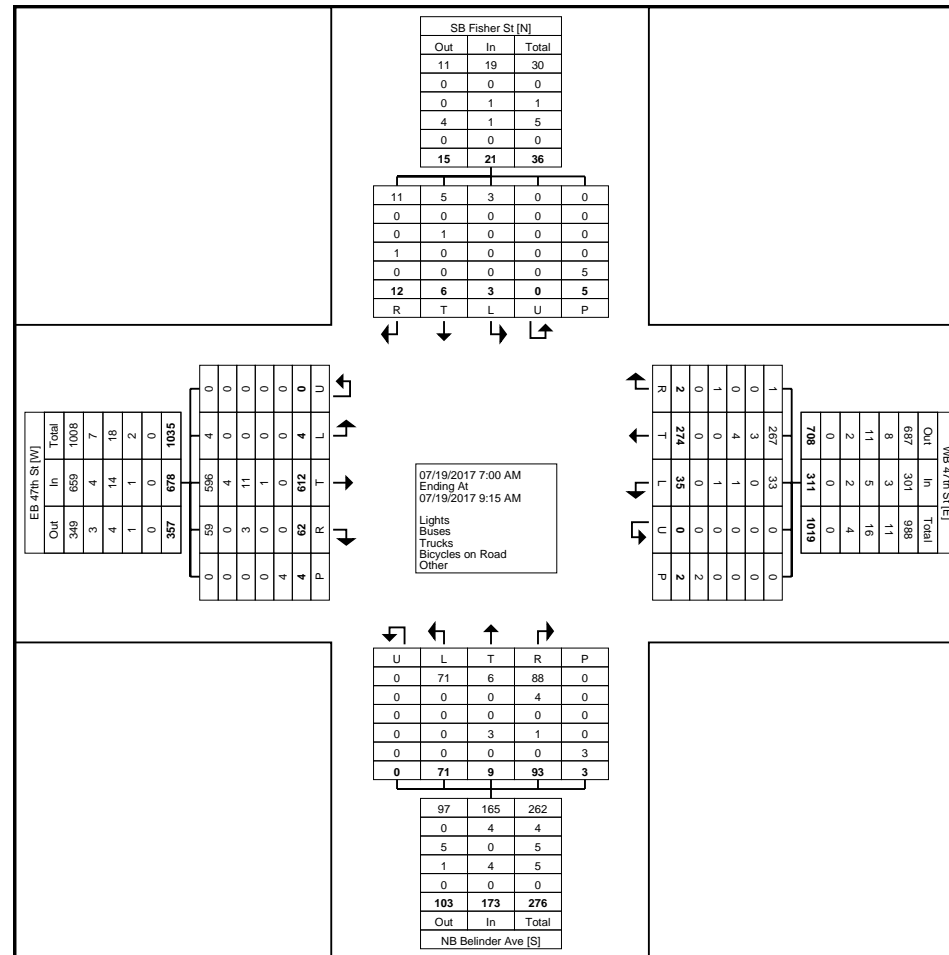 SB Fisher St [N]
Out In Total
11 19 30
0 0 0
0 1 1
4 1 5
0 0 0
15 21 36
11 5 3 0 0
0 0 0 0 0
0 1 0 0 0
1 0 0 0 0
0 0 0 0 5
12 6 3 0 5
R T L U P
EB 47th St [W]
Total 1008 7 18 2 0 1035
In 659 4 14 1 0 678
Out 349 3 4 1 0 357
0 0 0 0 0 0 U
4 0 0 0 0 4 L
596 4 11 1 0 612 T
59 0 3 0 0 62 R
0 0 0 0 4 4 P
07/19/2017 7:00 AM
Ending At
07/19/2017 9:15 AM
Lights
Buses
Trucks
Bicycles on Road
Other
R 2 0 1 0 0 1
T 274 0 0 4 3 267
L 35 0 1 1 0 33
U 0 0 0 0 0 0
P 2 2 0 0 0 0
708 0 2 11 8 687 Out
311 0 2 5 3 301 In
1019 0 4 16 11 988 Total
WB 47th St [E]
U L T R P
0 71 6 88 0
0 0 0 4 0
0 0 0 0 0
0 0 3 1 0
0 0 0 0 3
0 71 9 93 3
97 165 262
0 4 4
5 0 5
1 4 5
0 0 0
103 173 276
Out In Total
NB Belinder Ave [S]